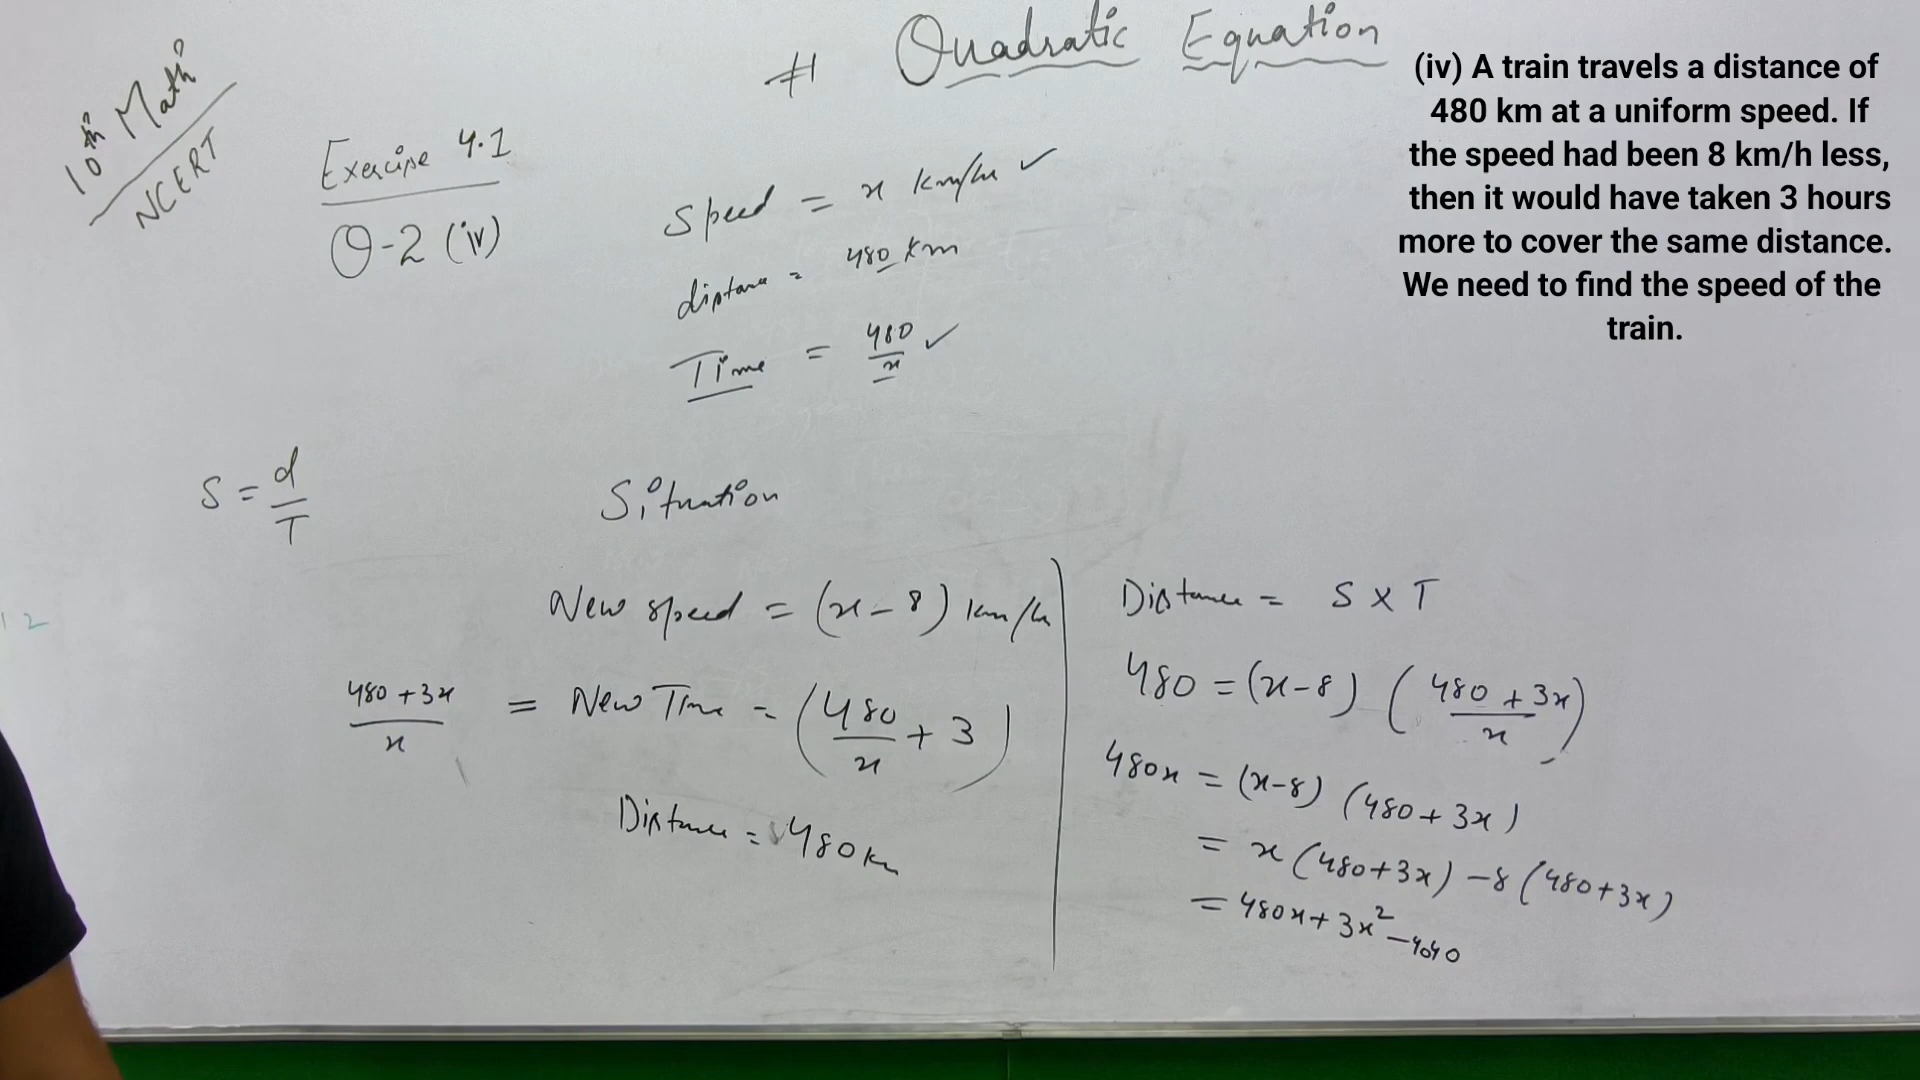 # Quadratic Equation
10th Math
NCERT
Exercise 4.1
Q-2 (iv)
(iv) A train travels a distance of
480 km at a uniform speed. If
the speed had been 8 km/h less,
then it would have taken 3 hours
more to cover the same distance.
We need to find the speed of the
train.
Speed = x km/h ✓
distance = 480 km
Time = 480/x ✓
S = d/T
Situation
New speed = (x-8) km/h
(480+3x)/x = New Time = (480/x + 3)
Distance = 480 km
Distance = S × T
480 = (x-8) ((480+3x)/x)
480x = (x-8) (480+3x)
= x(480+3x) -8(480+3x)
= 480x + 3x² - 4040
12